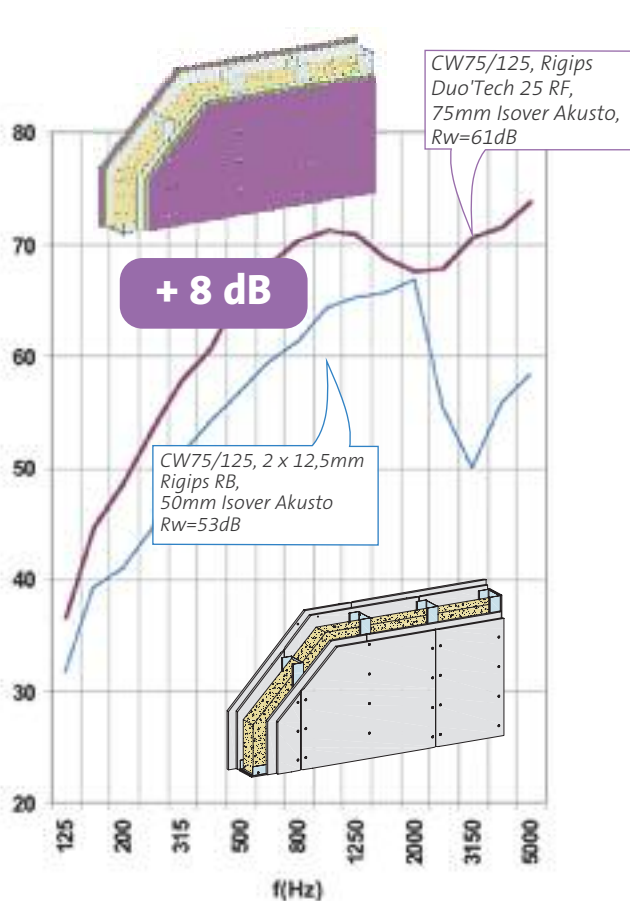 CW75/125, Rigips
Duo'Tech 25 RF,
75mm Isover Akusto,
Rw=61dB
80
70
+ 8 dB
60
CW75/125, 2 x 12,5mm
Rigips RB,
50mm Isover Akusto
Rw=53dB
50
40
30
20
125
200
315
500
800
1250
2000
3150
5000
f(Hz)